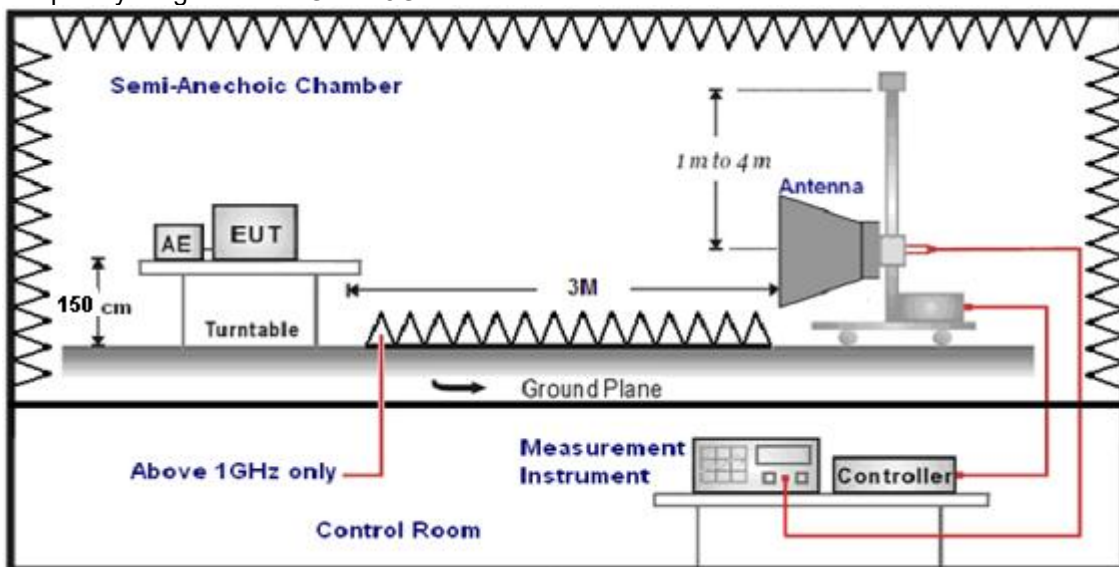 Semi-Anechoic Chamber
1 m to 4 m
Antenna
AE
EUT
150 cm
3M
Turntable
Ground Plane
Above 1GHz only
Measurement
Instrument
Controller
Control Room